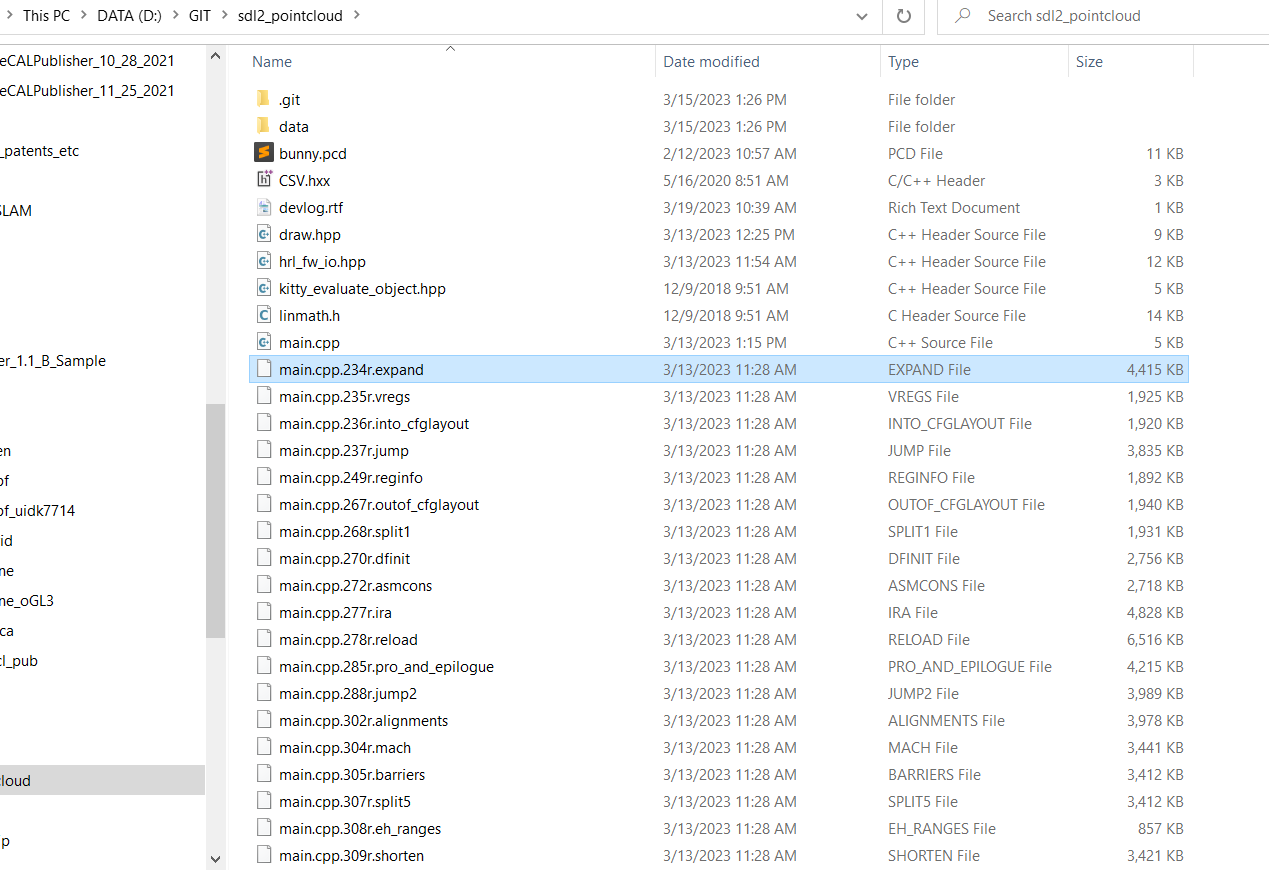 This PC > DATA (D:) > GIT > sdl2_pointcloud >
Search sdl2_pointcloud
eCALPublisher_10_28_2021
eCALPublisher_11_25_2021
_patents_etc
SLAM
er_1.1_B_Sample
en
of
of_uidk7714
id
ne
ne_oGL3
ca
cl_pub
cloud
p
Name Date modified Type Size
.git 3/15/2023 1:26 PM File folder
data 3/15/2023 1:26 PM File folder
bunny.pcd 2/12/2023 10:57 AM PCD File 11 KB
CSV.hxx 5/16/2020 8:51 AM C/C++ Header 3 KB
devlog.rtf 3/19/2023 10:39 AM Rich Text Document 1 KB
draw.hpp 3/13/2023 12:25 PM C++ Header Source File 9 KB
hrl_fw_io.hpp 3/13/2023 11:54 AM C++ Header Source File 12 KB
kitty_evaluate_object.hpp 12/9/2018 9:51 AM C++ Header Source File 5 KB
linmath.h 12/9/2018 9:51 AM C Header Source File 14 KB
main.cpp 3/13/2023 1:15 PM C++ Source File 5 KB
main.cpp.234r.expand 3/13/2023 11:28 AM EXPAND File 4,415 KB
main.cpp.235r.vregs 3/13/2023 11:28 AM VREGS File 1,925 KB
main.cpp.236r.into_cfglayout 3/13/2023 11:28 AM INTO_CFGLAYOUT File 1,920 KB
main.cpp.237r.jump 3/13/2023 11:28 AM JUMP File 3,835 KB
main.cpp.249r.reginfo 3/13/2023 11:28 AM REGINFO File 1,892 KB
main.cpp.267r.outof_cfglayout 3/13/2023 11:28 AM OUTOF_CFGLAYOUT File 1,940 KB
main.cpp.268r.split1 3/13/2023 11:28 AM SPLIT1 File 1,931 KB
main.cpp.270r.dfinit 3/13/2023 11:28 AM DFINIT File 2,756 KB
main.cpp.272r.asmcons 3/13/2023 11:28 AM ASMCONS File 2,718 KB
main.cpp.277r.ira 3/13/2023 11:28 AM IRA File 4,828 KB
main.cpp.278r.reload 3/13/2023 11:28 AM RELOAD File 6,516 KB
main.cpp.285r.pro_and_epilogue 3/13/2023 11:28 AM PRO_AND_EPILOGUE File 4,215 KB
main.cpp.288r.jump2 3/13/2023 11:28 AM JUMP2 File 3,989 KB
main.cpp.302r.alignments 3/13/2023 11:28 AM ALIGNMENTS File 3,978 KB
main.cpp.304r.mach 3/13/2023 11:28 AM MACH File 3,441 KB
main.cpp.305r.barriers 3/13/2023 11:28 AM BARRIERS File 3,412 KB
main.cpp.307r.split5 3/13/2023 11:28 AM SPLIT5 File 3,412 KB
main.cpp.308r.eh_ranges 3/13/2023 11:28 AM EH_RANGES File 857 KB
main.cpp.309r.shorten 3/13/2023 11:28 AM SHORTEN File 3,421 KB